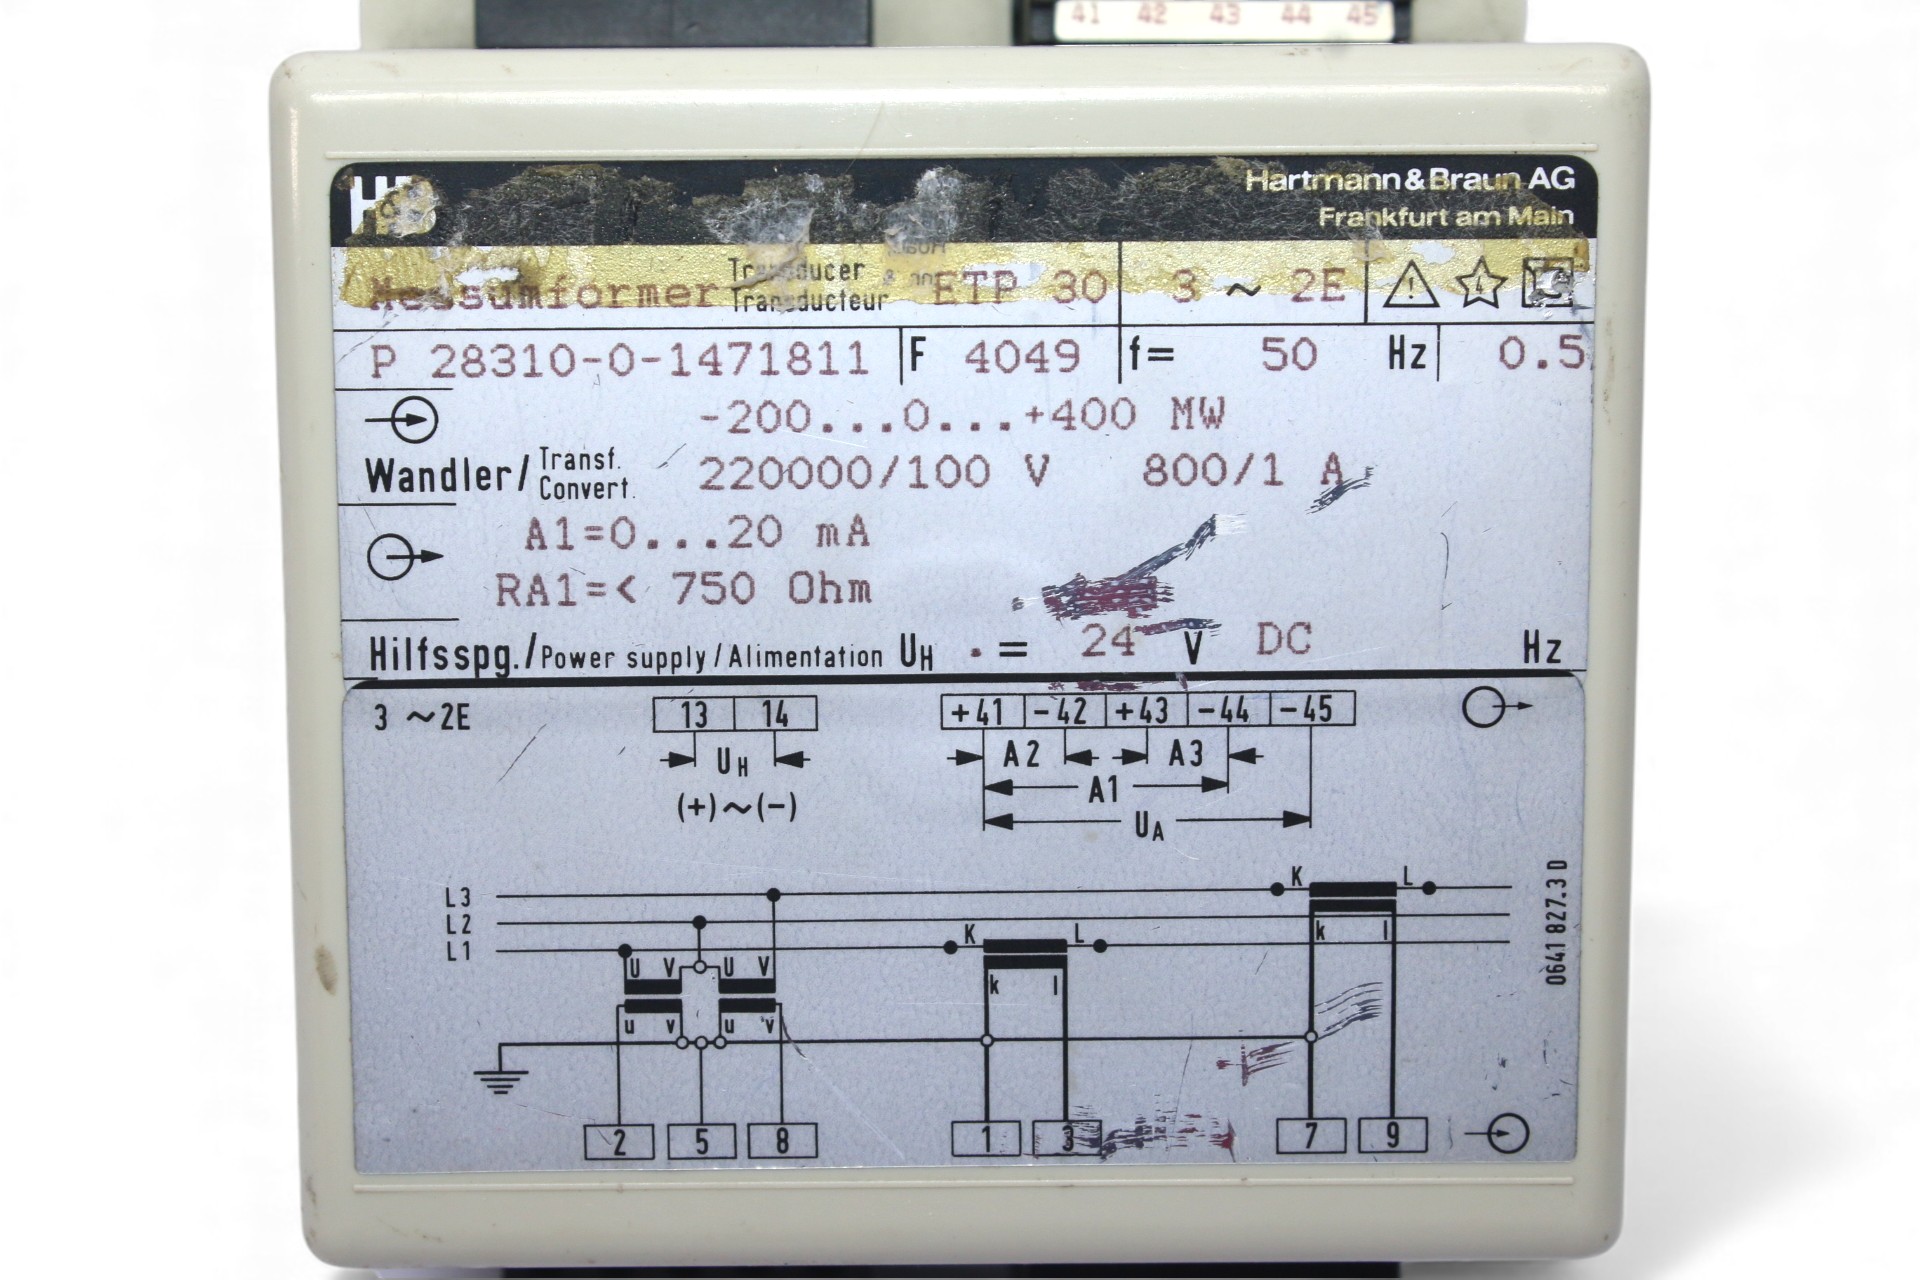 41 42 43 44 45
Hartmann & Braun AG
Frankfurt am Main
Messumformer Transducer Transducteur ETP 30 3 ~ 2E
P 28310-0-1471811 F 4049 f= 50 Hz 0.5
-200...0...+400 MW
Wandler/ Transf. Convert. 220000/100 V 800/1 A
A1=0...20 mA
RA1=< 750 Ohm
Hilfsspg./Power supply/Alimentation UH = 24 V DC Hz
3 ~2E 13 14 +41 -42 +43 -44 -45
UH A2 A3
A1
(+)~(-)
UA
L3 K L
L2
L1 K L k l
U V U V
k l
u v u v
2 5 8 1 3 7 9
0641 827.3 D